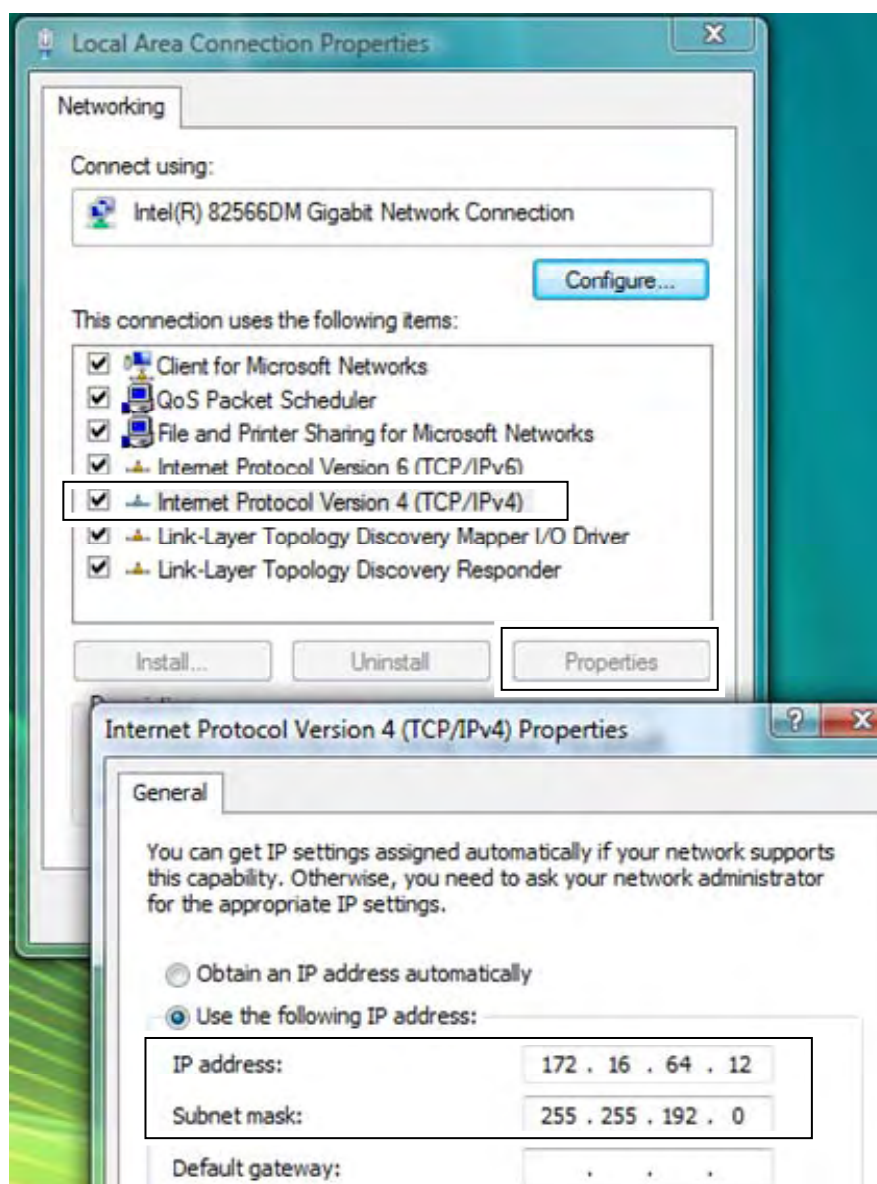 Local Area Connection Properties
Networking
Connect using:
Intel(R) 82566DM Gigabit Network Connection
Configure...
This connection uses the following items:
Client for Microsoft Networks
QoS Packet Scheduler
File and Printer Sharing for Microsoft Networks
Internet Protocol Version 6 (TCP/IPv6)
Internet Protocol Version 4 (TCP/IPv4)
Link-Layer Topology Discovery Mapper I/O Driver
Link-Layer Topology Discovery Responder
Install... Uninstall Properties
Internet Protocol Version 4 (TCP/IPv4) Properties
General
You can get IP settings assigned automatically if your network supports
this capability. Otherwise, you need to ask your network administrator
for the appropriate IP settings.
Obtain an IP address automatically
Use the following IP address:
IP address: 172 . 16 . 64 . 12
Subnet mask: 255 . 255 . 192 . 0
Default gateway: . . .